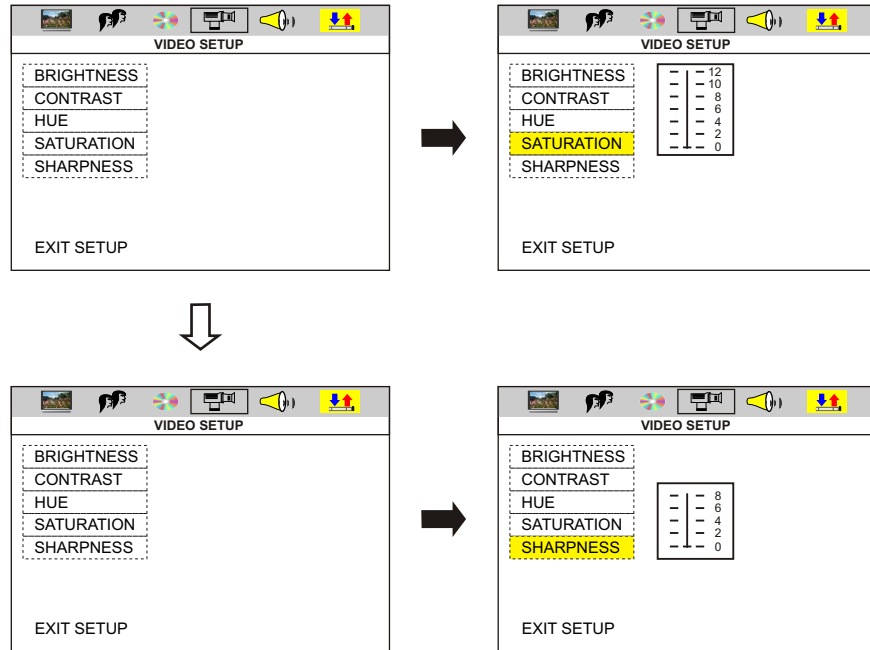 VIDEO SETUP
BRIGHTNESS
CONTRAST
HUE
SATURATION
SHARPNESS
EXIT SETUP
VIDEO SETUP
BRIGHTNESS
CONTRAST
HUE
SATURATION
SHARPNESS
12
10
8
6
4
2
0
EXIT SETUP
VIDEO SETUP
BRIGHTNESS
CONTRAST
HUE
SATURATION
SHARPNESS
EXIT SETUP
VIDEO SETUP
BRIGHTNESS
CONTRAST
HUE
SATURATION
SHARPNESS
8
6
4
2
0
EXIT SETUP